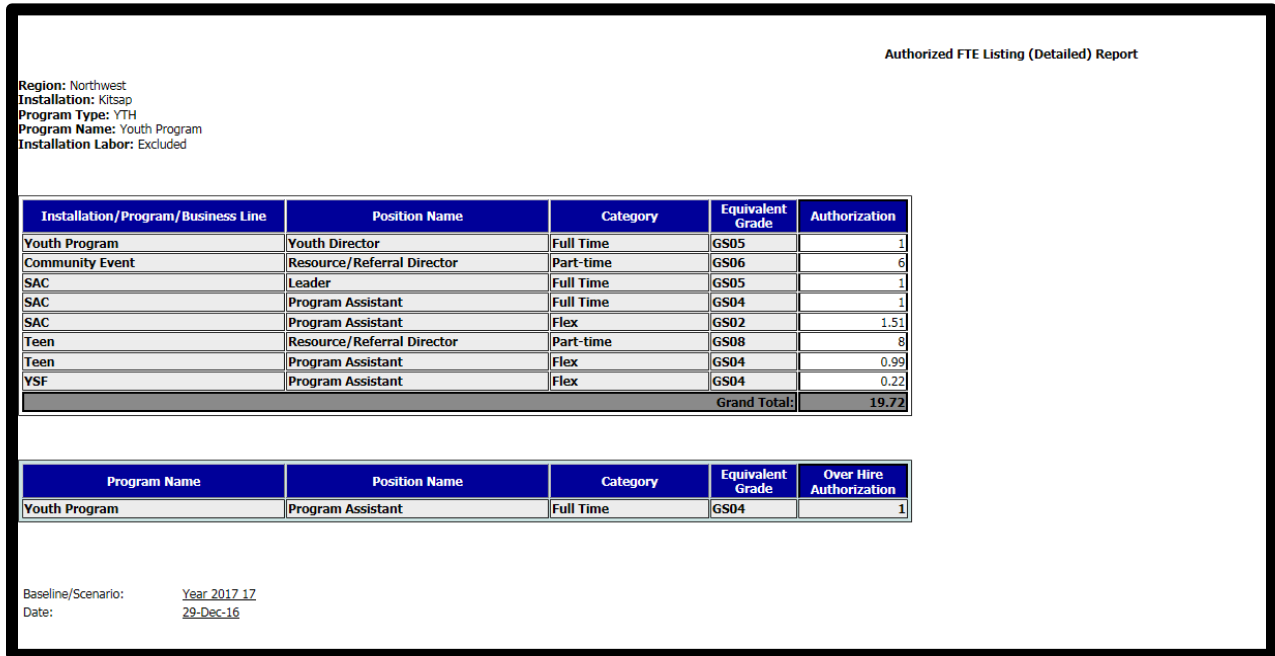 Authorized FTE Listing (Detailed) Report
Region: Northwest
Installation: Kitsap
Program Type: YTH
Program Name: Youth Program
Installation Labor: Excluded
Installation/Program/Business Line Position Name Category Equivalent Grade Authorization
Youth Program Youth Director Full Time GS05 1
Community Event Resource/Referral Director Part-time GS06 6
SAC Leader Full Time GS05 1
SAC Program Assistant Full Time GS04 1
SAC Program Assistant Flex GS02 1.51
Teen Resource/Referral Director Part-time GS08 8
Teen Program Assistant Flex GS04 0.99
YSF Program Assistant Flex GS04 0.22
Grand Total: 19.72
Program Name Position Name Category Equivalent Grade Over Hire Authorization
Youth Program Program Assistant Full Time GS04 1
Baseline/Scenario: Year 2017 17
Date: 29-Dec-16